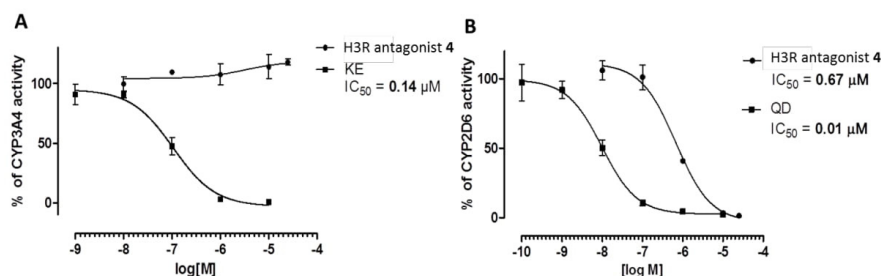 A
% of CYP3A4 activity
100
50
0
-9
-8
-7
-6
-5
-4
log[M]
H3R antagonist 4
KE
IC50 = 0.14 µM
B
% of CYP2D6 activity
100
50
0
-10
-9
-8
-7
-6
-5
-4
[log M]
H3R antagonist 4
IC50 = 0.67 µM
QD
IC50 = 0.01 µM